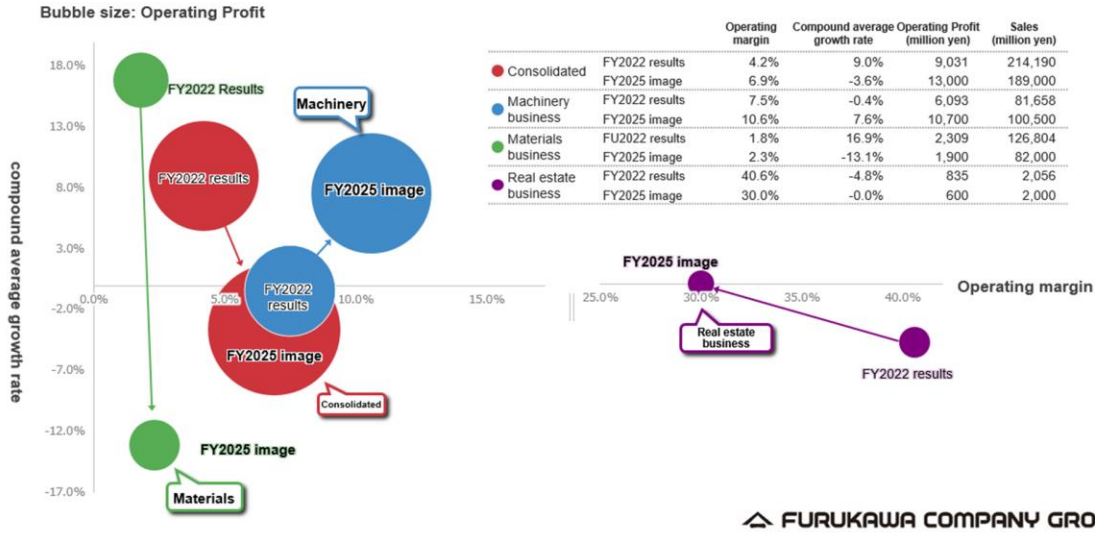 Bubble size: Operating Profit
compound average growth rate
18.0%
13.0%
8.0%
3.0%
-2.0%
-7.0%
-12.0%
-17.0%
0.0%
5.0%
10.0%
15.0%
25.0%
30.0%
35.0%
40.0%
Operating margin
FY2022 Results
FY2022 results
Machinery
FY2025 image
FY2022
results
FY2025 image
Consolidated
FY2025 image
Materials
FY2025 image
Real estate
business
FY2022 results
Operating margin Compound average growth rate Operating Profit (million yen) Sales (million yen)
Consolidated FY2022 results 4.2% 9.0% 9,031 214,190
FY2025 image 6.9% -3.6% 13,000 189,000
Machinery business FY2022 results 7.5% -0.4% 6,093 81,658
FY2025 image 10.6% 7.6% 10,700 100,500
Materials business FU2022 results 1.8% 16.9% 2,309 126,804
FY2025 image 2.3% -13.1% 1,900 82,000
Real estate business FY2022 results 40.6% -4.8% 835 2,056
FY2025 image 30.0% -0.0% 600 2,000
FURUKAWA COMPANY GRO